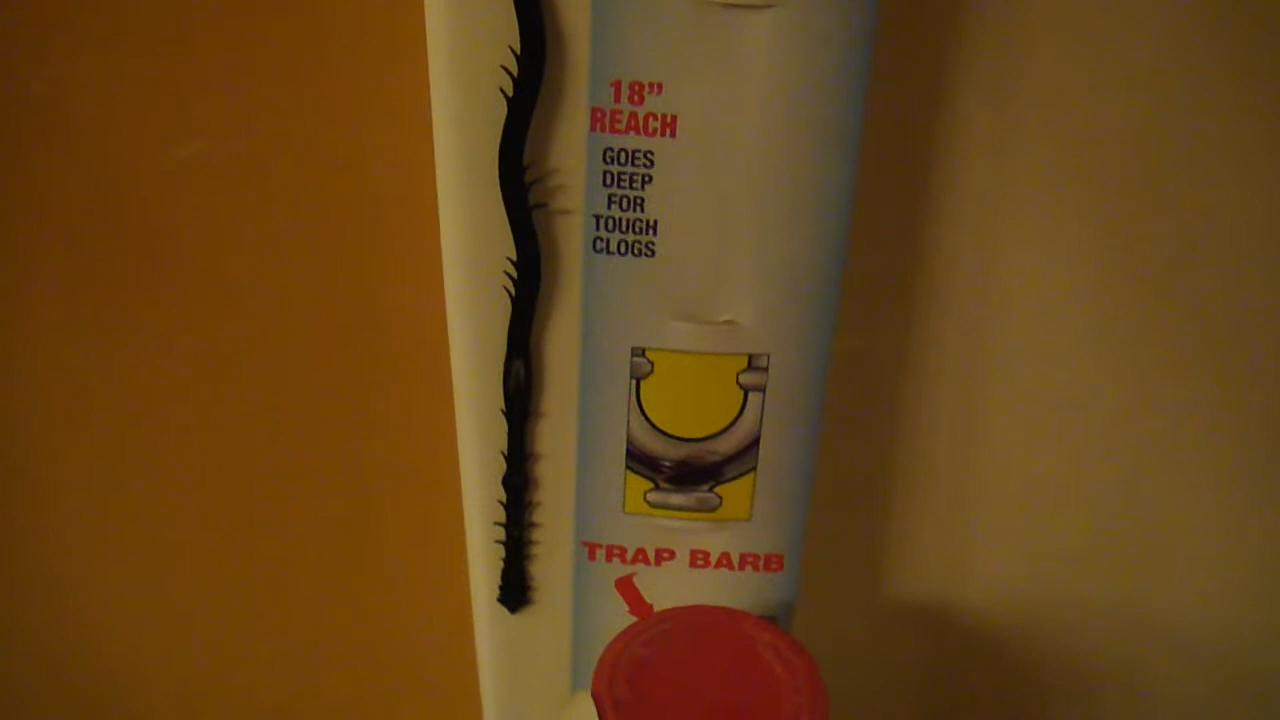 18”
REACH
GOES
DEEP
FOR
TOUGH
CLOGS
TRAP BARB